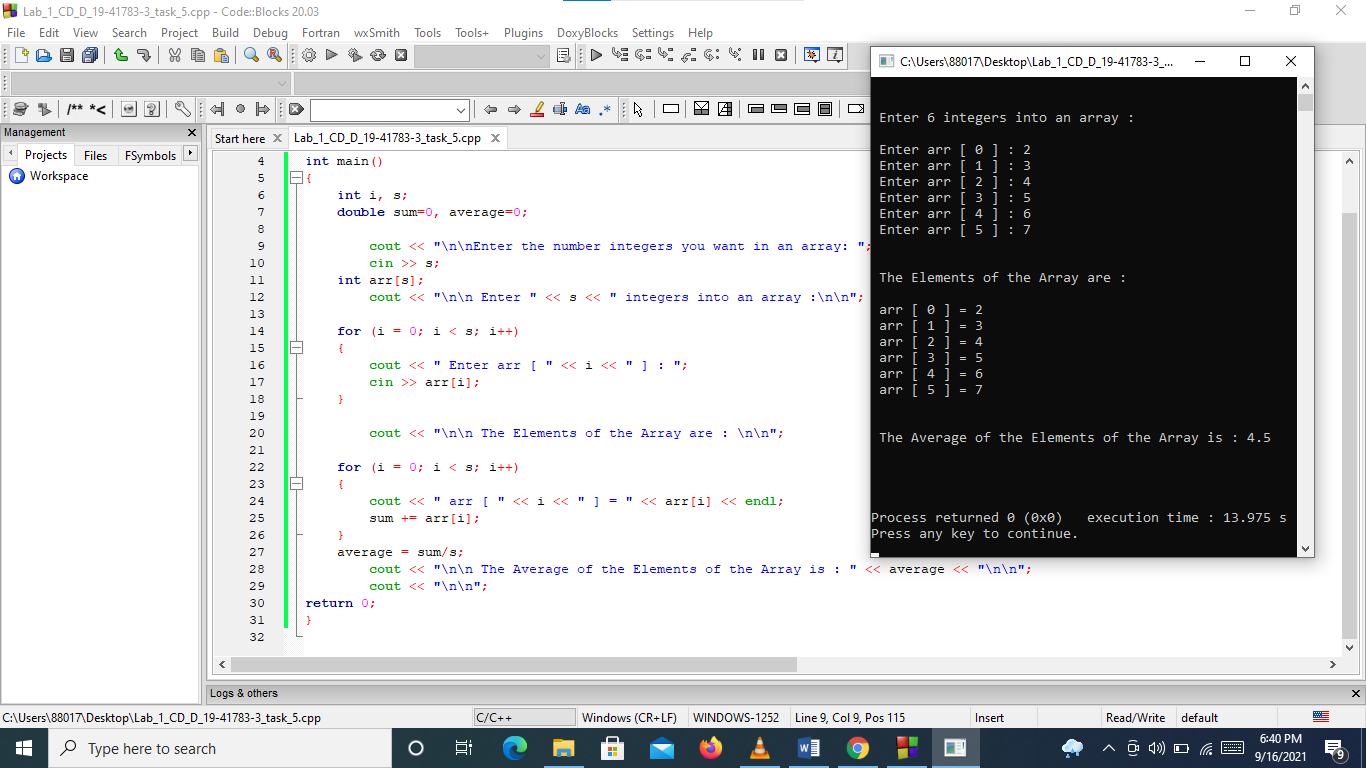 Lab_1_CD_D_19-41783-3_task_5.cpp - Code::Blocks 20.03
File Edit View Search Project Build Debug Fortran wxSmith Tools Tools+ Plugins DoxyBlocks Settings Help
/** *<
Aa .*
Management
Projects Files FSymbols
Workspace
Start here Lab_1_CD_D_19-41783-3_task_5.cpp
4 int main()
5 {
6 int i, s;
7 double sum=0, average=0;
8
9 cout << "\n\nEnter the number integers you want in an array: ";
10 cin >> s;
11 int arr[s];
12 cout << "\n\n Enter " << s << " integers into an array :\n\n";
13
14 for (i = 0; i < s; i++)
15 {
16 cout << " Enter arr [ " << i << " ] : ";
17 cin >> arr[i];
18 }
19
20 cout << "\n\n The Elements of the Array are : \n\n";
21
22 for (i = 0; i < s; i++)
23 {
24 cout << " arr [ " << i << " ] = " << arr[i] << endl;
25 sum += arr[i];
26 }
27 average = sum/s;
28 cout << "\n\n The Average of the Elements of the Array is : " << average << "\n\n";
29 cout << "\n\n";
30 return 0;
31 }
32
C:\Users\88017\Desktop\Lab_1_CD_D_19-41783-3_...
Enter 6 integers into an array :
Enter arr [ 0 ] : 2
Enter arr [ 1 ] : 3
Enter arr [ 2 ] : 4
Enter arr [ 3 ] : 5
Enter arr [ 4 ] : 6
Enter arr [ 5 ] : 7
The Elements of the Array are :
arr [ 0 ] = 2
arr [ 1 ] = 3
arr [ 2 ] = 4
arr [ 3 ] = 5
arr [ 4 ] = 6
arr [ 5 ] = 7
The Average of the Elements of the Array is : 4.5
Process returned 0 (0x0) execution time : 13.975 s
Press any key to continue.
Logs & others
C:\Users\88017\Desktop\Lab_1_CD_D_19-41783-3_task_5.cpp C/C++ Windows (CR+LF) WINDOWS-1252 Line 9, Col 9, Pos 115 Insert Read/Write default
Type here to search
6:40 PM
9/16/2021
9